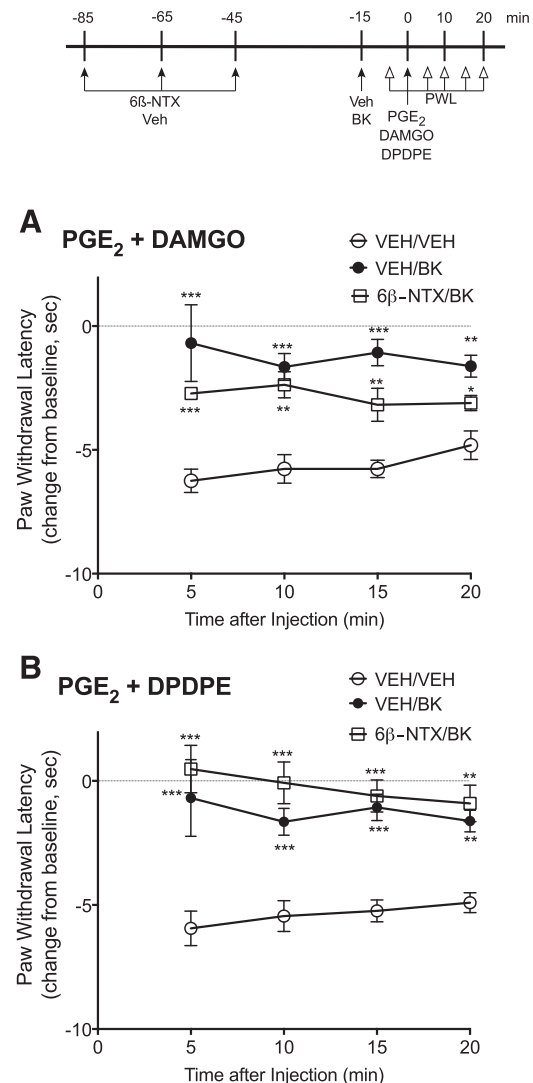 -85 -65 -45 -15 0 10 20 min
6ß-NTX
Veh
Veh
BK
PWL
PGE2
DAMGO
DPDPE
A
PGE2 + DAMGO
VEH/VEH
VEH/BK
6β-NTX/BK
Paw Withdrawal Latency
(change from baseline, sec)
0
-5
-10
*** *** *** **
*** ** ** *
0 5 10 15 20
Time after Injection (min)
B
PGE2 + DPDPE
VEH/VEH
VEH/BK
6β-NTX/BK
Paw Withdrawal Latency
(change from baseline, sec)
0
-5
-10
*** *** *** **
*** *** *** **
0 5 10 15 20
Time after Injection (min)